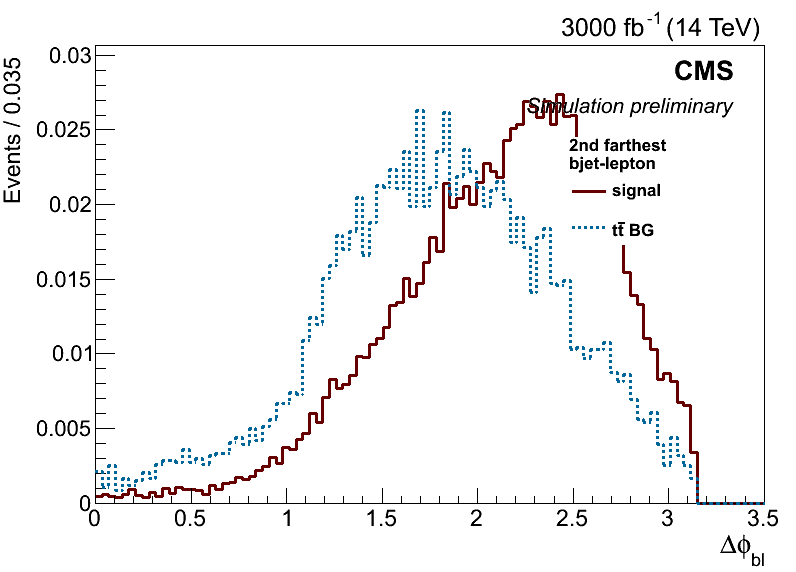 3000 fb-1 (14 TeV)
CMS
Simulation preliminary
2nd farthest
bjet-lepton
signal
tt̄ BG
Events / 0.035
0.03
0.025
0.02
0.015
0.01
0.005
0
0 0.5 1 1.5 2 2.5 3 3.5
Δϕbl